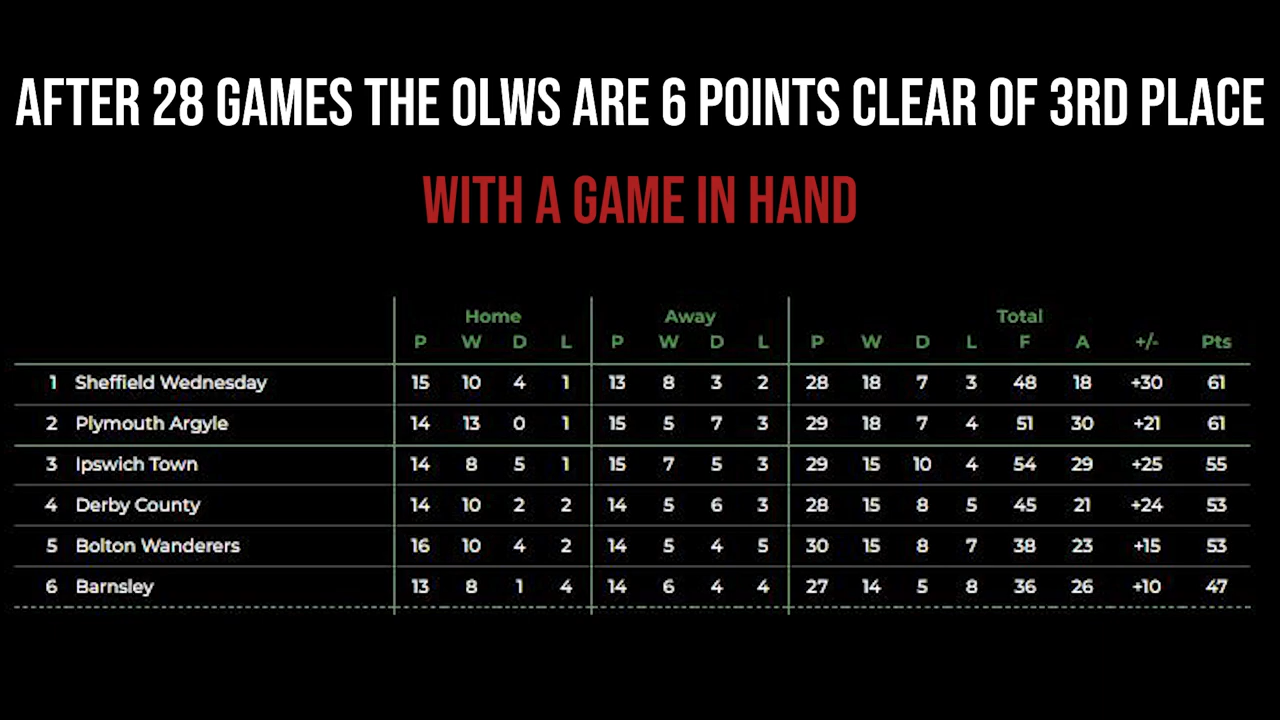 AFTER 28 GAMES THE OLWS ARE 6 POINTS CLEAR OF 3RD PLACE
WITH A GAME IN HAND
Home Away Total
P W D L P W D L P W D L F A +/- Pts
1 Sheffield Wednesday 15 10 4 1 13 8 3 2 28 18 7 3 48 18 +30 61
2 Plymouth Argyle 14 13 0 1 15 5 7 3 29 18 7 4 51 30 +21 61
3 Ipswich Town 14 8 5 1 15 7 5 3 29 15 10 4 54 29 +25 55
4 Derby County 14 10 2 2 14 5 6 3 28 15 8 5 45 21 +24 53
5 Bolton Wanderers 16 10 4 2 14 5 4 5 30 15 8 7 38 23 +15 53
6 Barnsley 13 8 1 4 14 6 4 4 27 14 5 8 36 26 +10 47